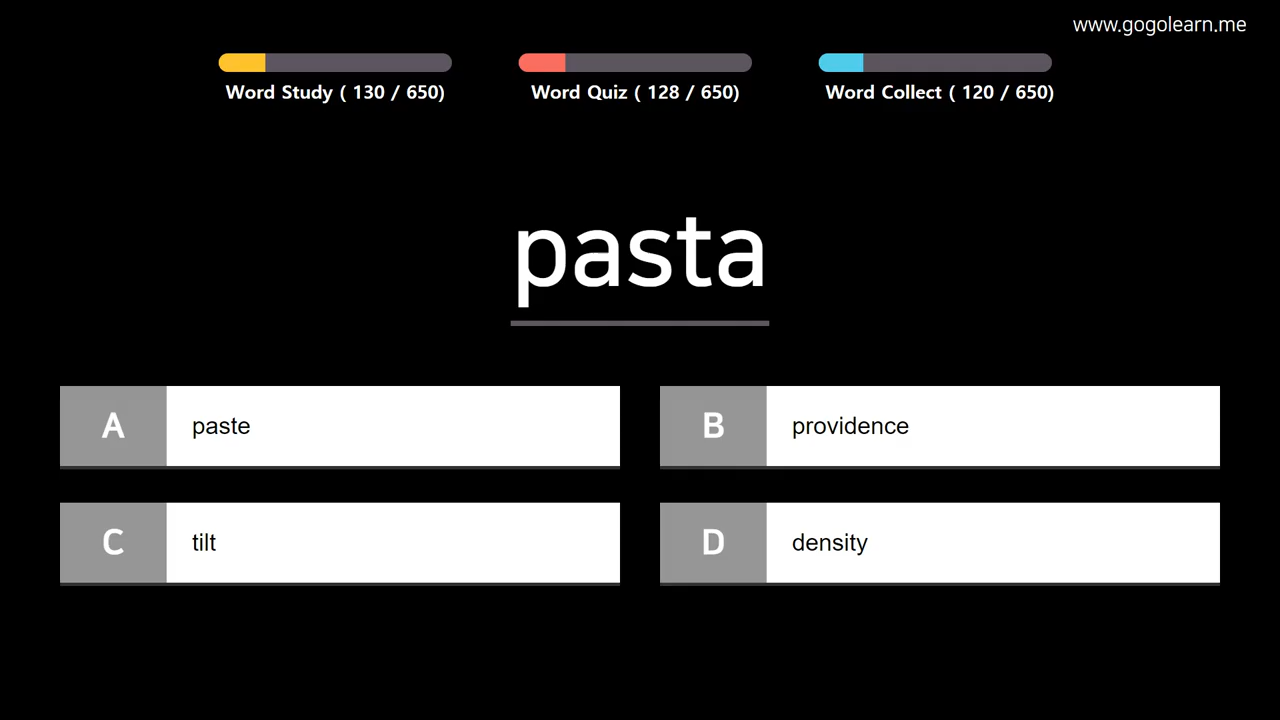 www.gogolearn.me
Word Study ( 130 / 650)
Word Quiz ( 128 / 650)
Word Collect ( 120 / 650)
pasta
A paste
B providence
C tilt
D density